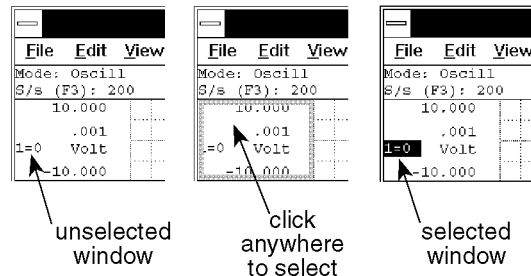 File Edit View
Mode: Oscill
S/s (F3): 200
10.000
.001
1=0 Volt
-10.000
unselected
window
File Edit View
Mode: Oscill
S/s (F3): 200
10.000
.001
.=0 Volt
-10.000
click
anywhere
to select
File Edit View
Mode: Oscill
S/s (F3): 200
10.000
.001
1=0 Volt
-10.000
selected
window